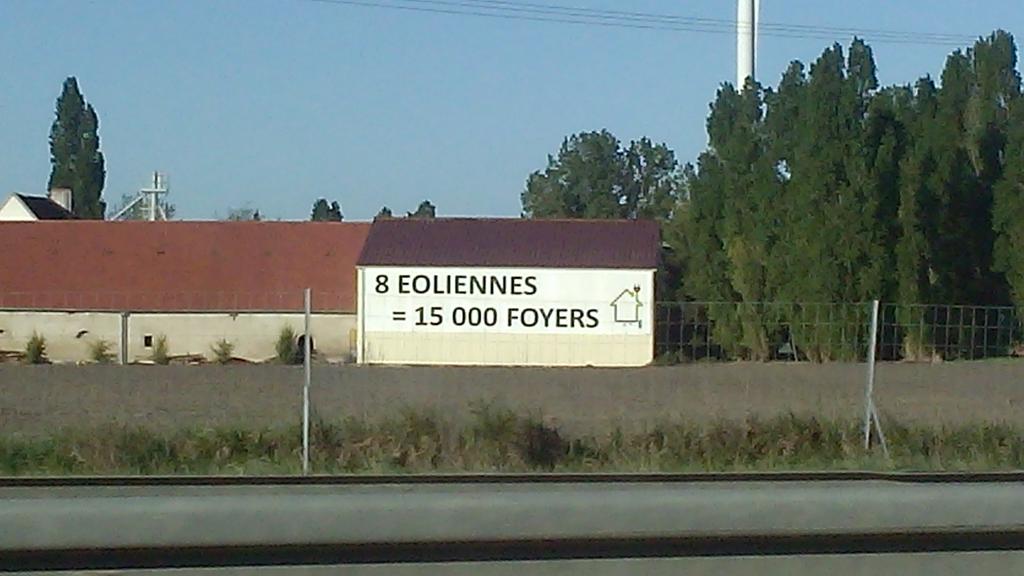 8 EOLIENNES
= 15 000 FOYERS